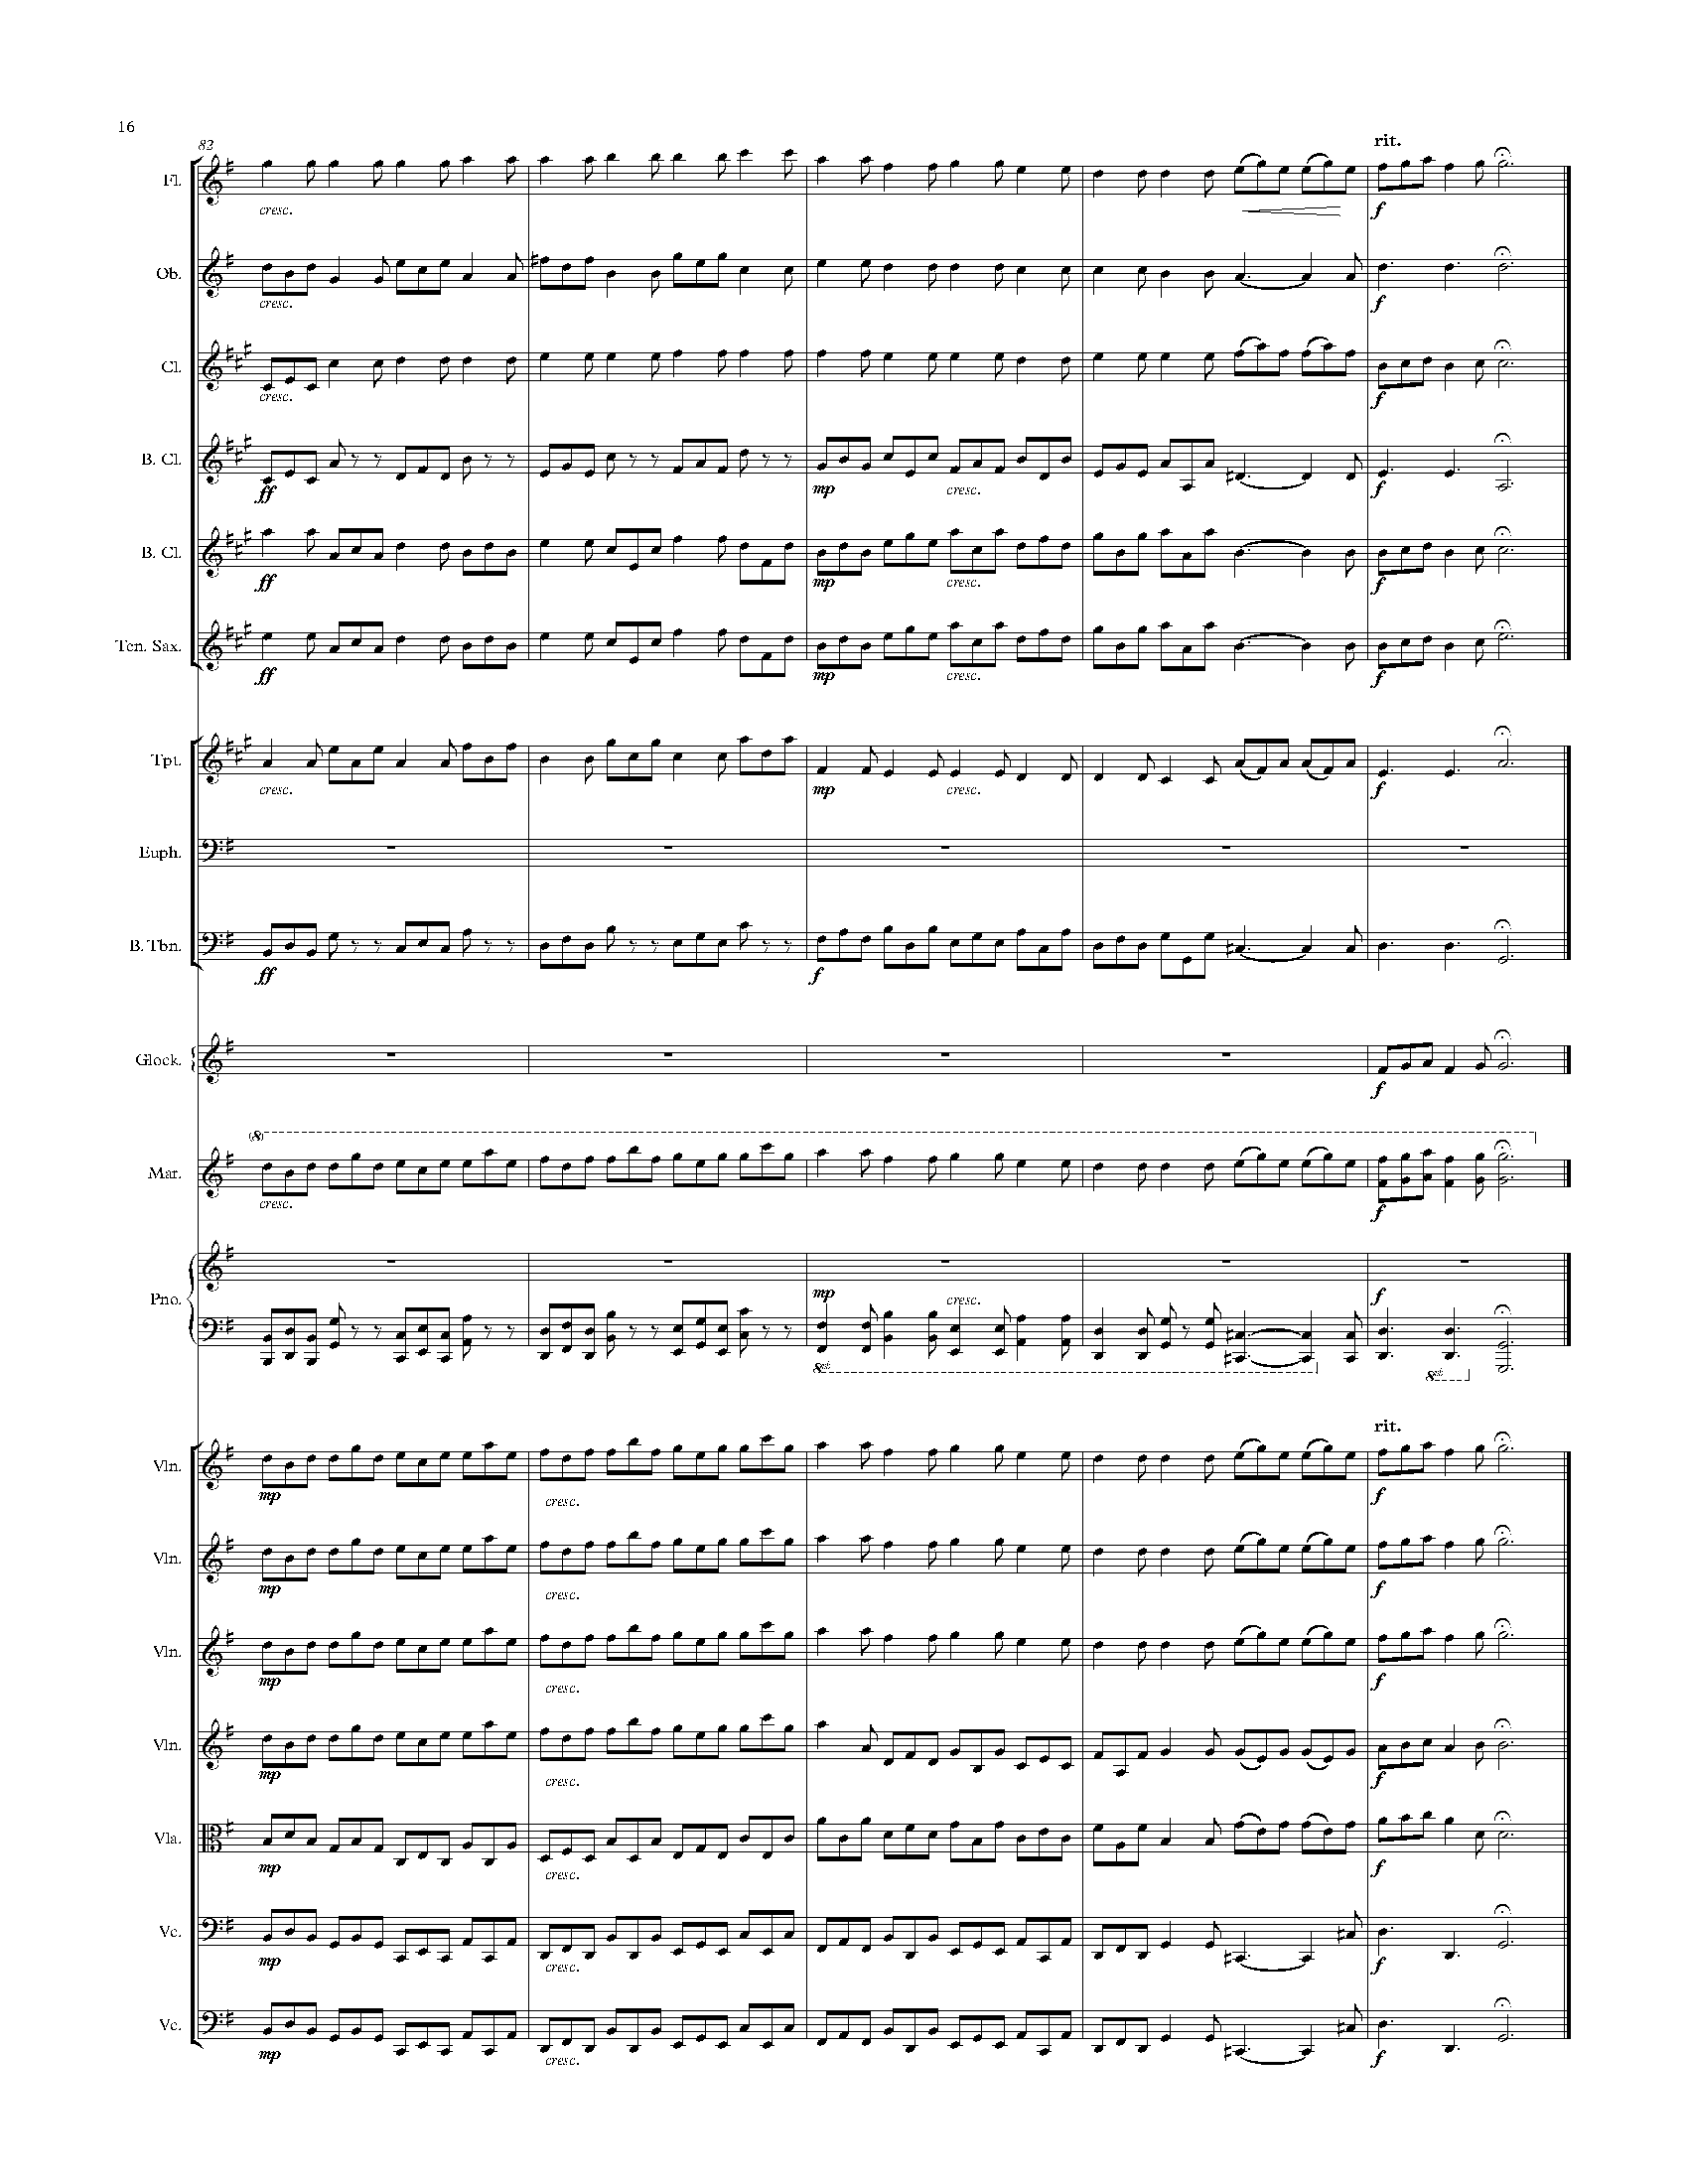 16
82
rit.
Fl.
cresc.
f
Ob.
cresc.
f
Cl.
cresc.
f
B. Cl.
ff mp cresc. f
B. Cl.
ff mp cresc. f
Ten. Sax.
ff mp cresc. f
Tpt.
cresc. mp cresc. f
Euph.
B. Tbn.
ff f
Glock.
f
(8)
Mar.
cresc. f
Pno.
mp cresc. f
8vb 8vb
rit.
Vln.
mp cresc. f
Vln.
mp cresc. f
Vln.
mp cresc. f
Vln.
mp cresc. f
Vla.
mp cresc. f
Vc.
mp cresc. f
Vc.
mp cresc. f